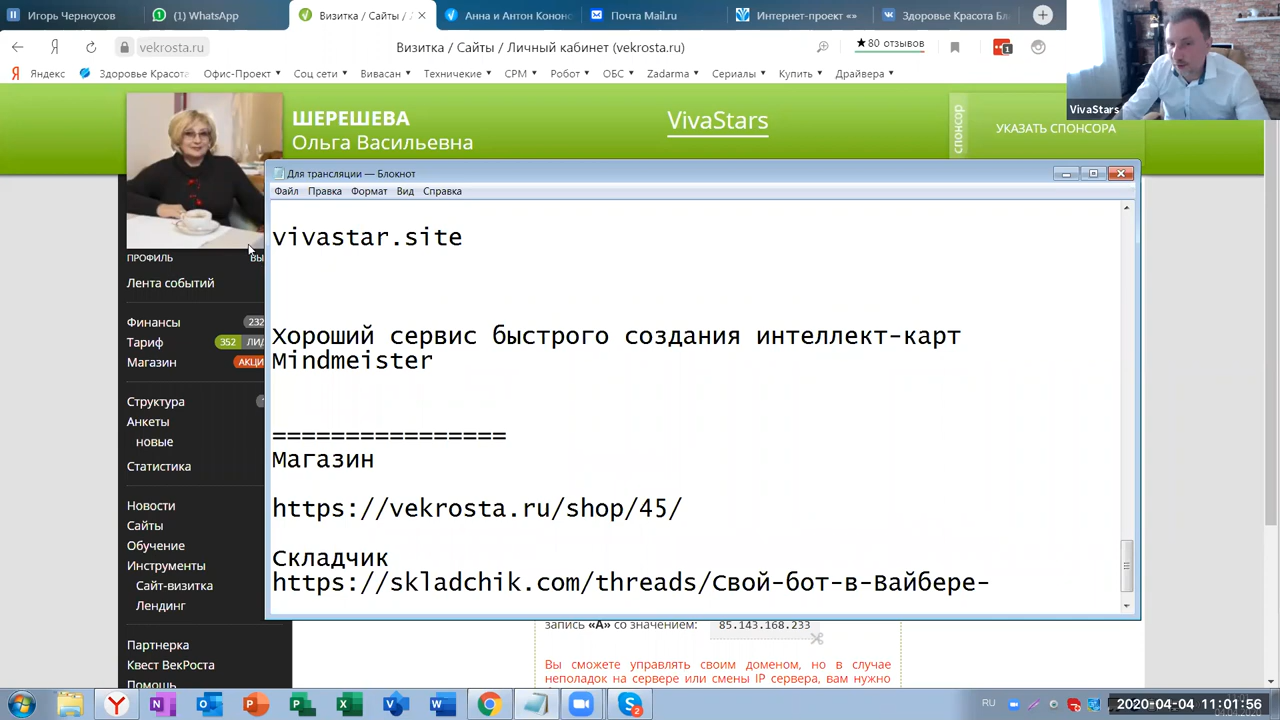 Игорь Черноусов
(1) WhatsApp
Визитка / Сайты / Л
Анна и Антон Конон
Почта Mail.ru
Интернет-проект «»
Здоровье Красота Бл
vekrosta.ru
Визитка / Сайты / Личный кабинет (vekrosta.ru)
★80 отзывов
1
Яндекс
Здоровье Красота
Офис-Проект
Соц сети
Вивасан
Технические
СРМ
Робот
ОБС
Zadarma
Сериалы
Купить
Драйвера
VivaStars
ШЕРЕШЕВА
Ольга Васильевна
VivaStars
спонсор
УКАЗАТЬ СПОНСОРА
Для трансляции — Блокнот
Файл Правка Формат Вид Справка
vivastar.site
Хороший сервис быстрого создания интеллект-карт
Mindmeister
================
Магазин
https://vekrosta.ru/shop/45/
Складчик
https://skladchik.com/threads/Свой-бот-в-Вайбере-
ПРОФИЛЬ
ВЫ
Лента событий
Финансы
232
Тариф
352
ЛИД
Магазин
АКЦИ
Структура
Анкеты
новые
Статистика
Новости
Сайты
Обучение
Инструменты
Сайт-визитка
Лендинг
Партнерка
Квест ВекРоста
Помощь
запись «А» со значением:
85.143.168.233
Вы сможете управлять своим доменом, но в случае
неполадок на сервере или смены IP сервера, вам нужно
RU
2020-04-04 11:01:56